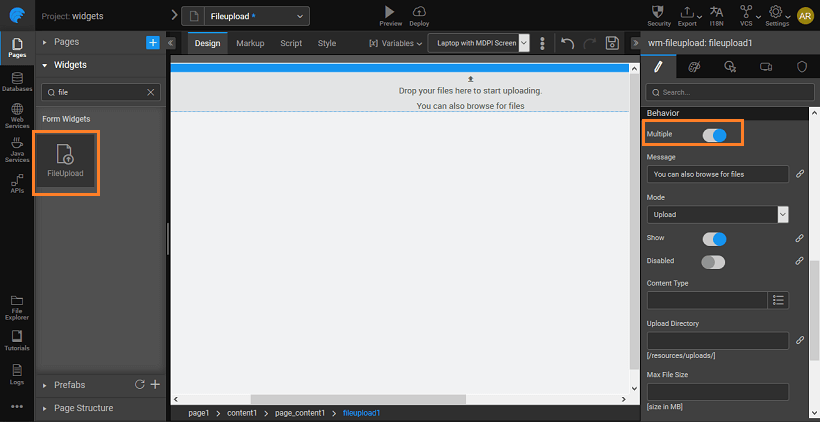 Project: widgets
Fileupload *
Preview
Deploy
Security
Export
I18N
VCS
Settings
AR
Pages
Databases
Web
Services
Java
Services
APIs
File
Explorer
Tutorials
Logs
Pages
Widgets
file
Form Widgets
FileUpload
Prefabs
Page Structure
Design
Markup
Script
Style
[x] Variables
Laptop with MDPI Screen
Drop your files here to start uploading.
You can also browse for files
page1
content1
page_content1
fileupload1
wm-fileupload: fileupload1
Search...
Behavior
Multiple
Message
You can also browse for files
Mode
Upload
Show
Disabled
Content Type
Upload Directory
[/resources/uploads/]
Max File Size
[size in MB]